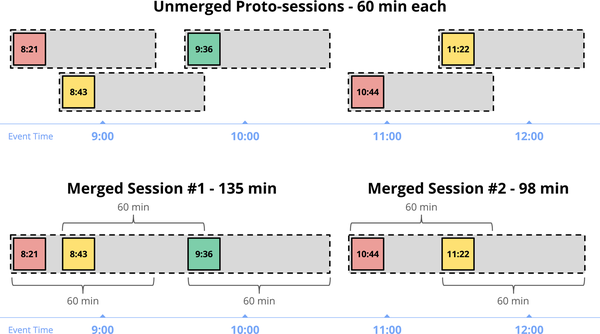 Unmerged Proto-sessions - 60 min each
8:21
9:36
11:22
8:43
10:44
Event Time 9:00 10:00 11:00 12:00
Merged Session #1 - 135 min Merged Session #2 - 98 min
60 min 60 min
8:21 8:43 9:36 10:44 11:22
60 min 60 min 60 min
Event Time 9:00 10:00 11:00 12:00